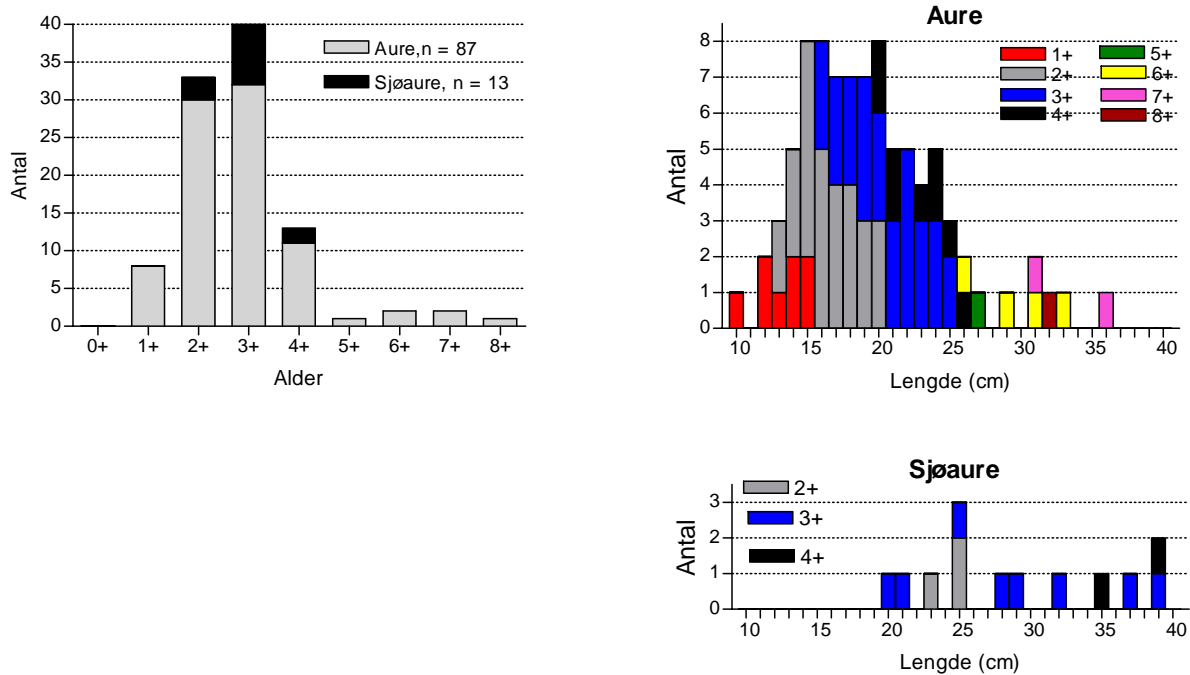 40
35
30
25
20
15
10
5
0
Antal
Aure,n = 87
Sjøaure, n = 13
0+ 1+ 2+ 3+ 4+ 5+ 6+ 7+ 8+
Alder
Aure
8
7
6
5
4
3
2
1
0
Antal
1+ 5+
2+ 6+
3+ 7+
4+ 8+
10 15 20 25 30 35 40
Lengde (cm)
Sjøaure
3
2
1
0
Antal
2+
3+
4+
10 15 20 25 30 35 40
Lengde (cm)